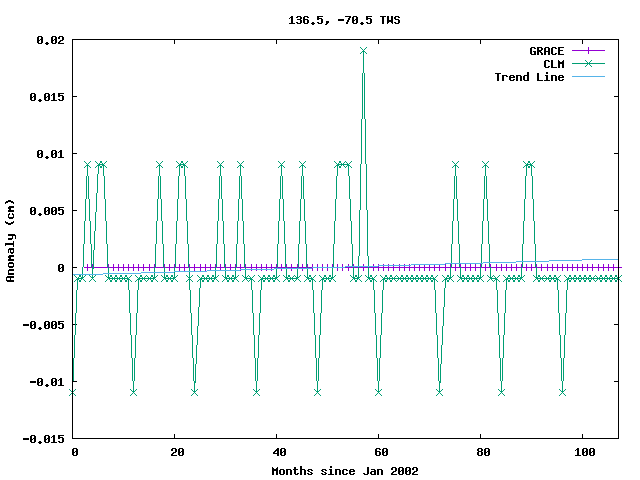 136.5, -70.5 TWS
GRACE
CLM
Trend Line
0.02
0.015
0.01
0.005
0
-0.005
-0.01
-0.015
Anomaly (cm)
0 20 40 60 80 100
Months since Jan 2002